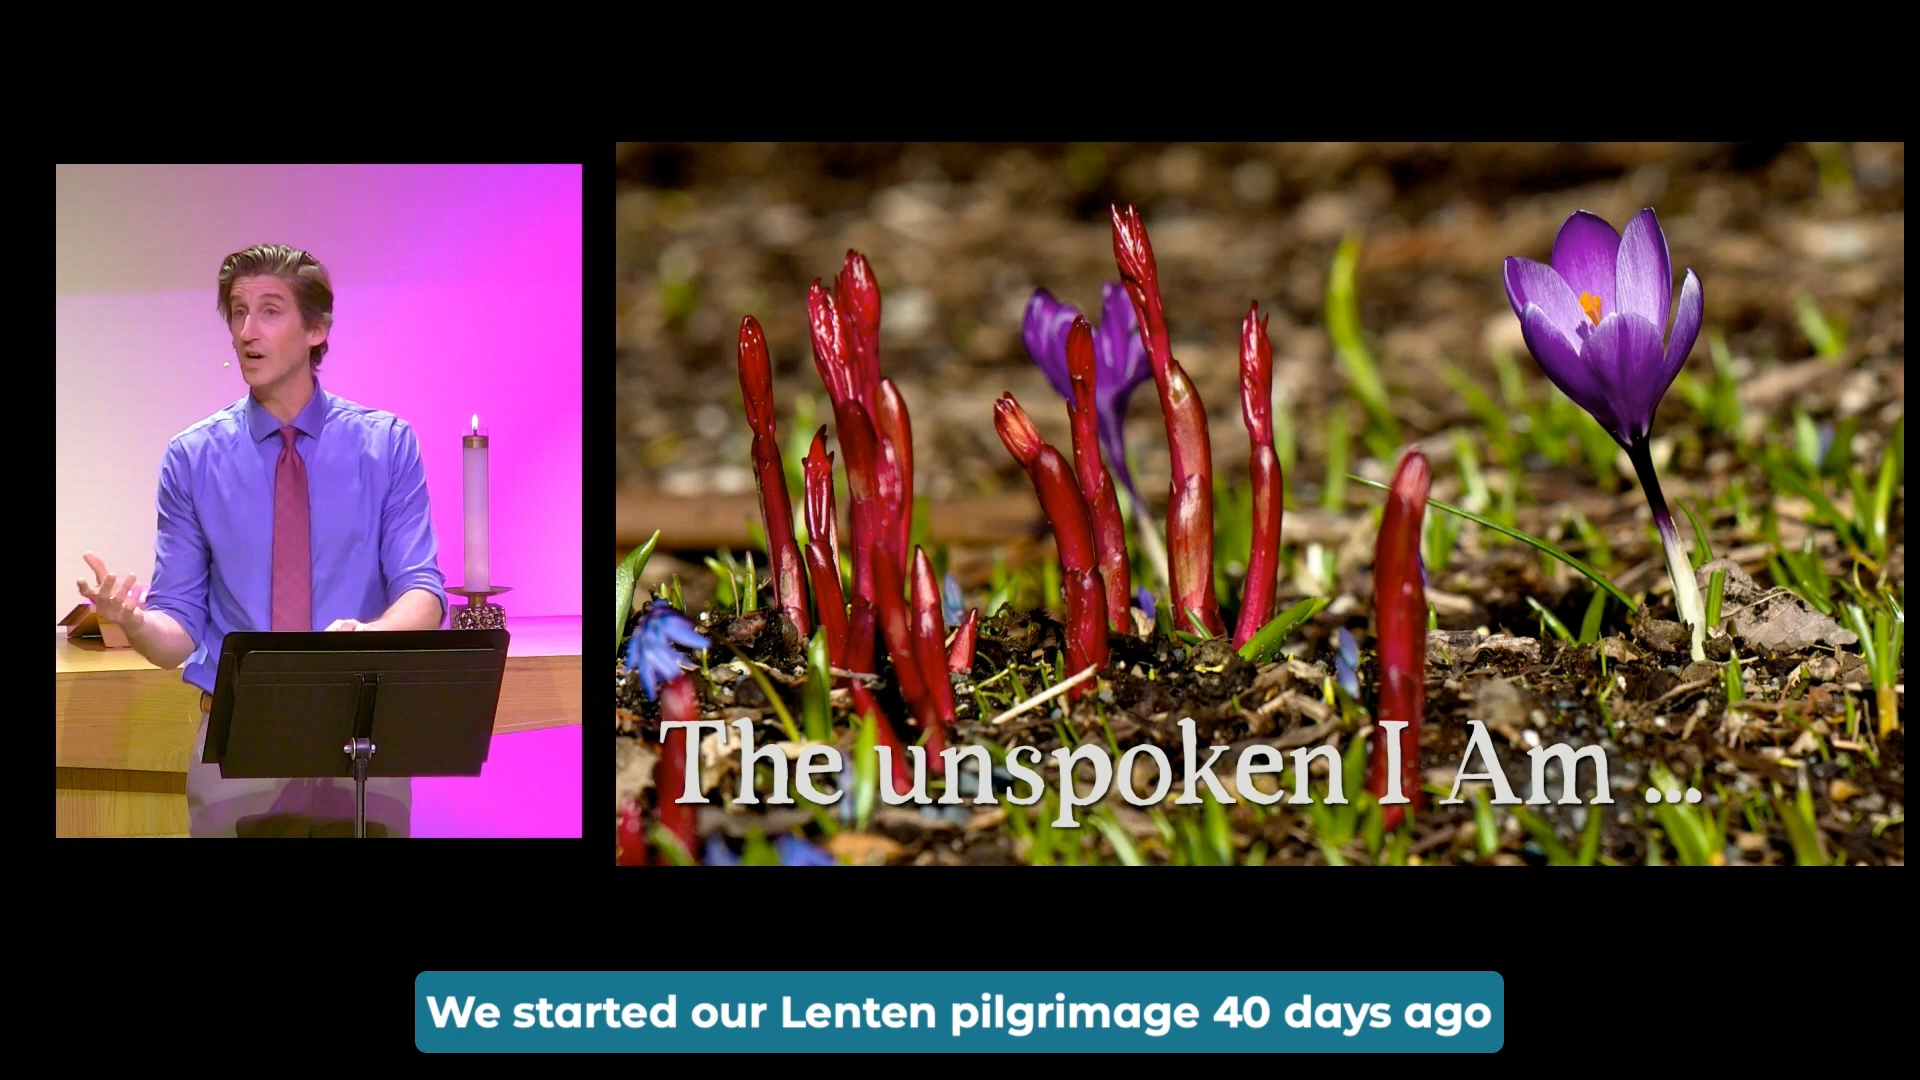 The unspoken I Am ...
We started our Lenten pilgrimage 40 days ago